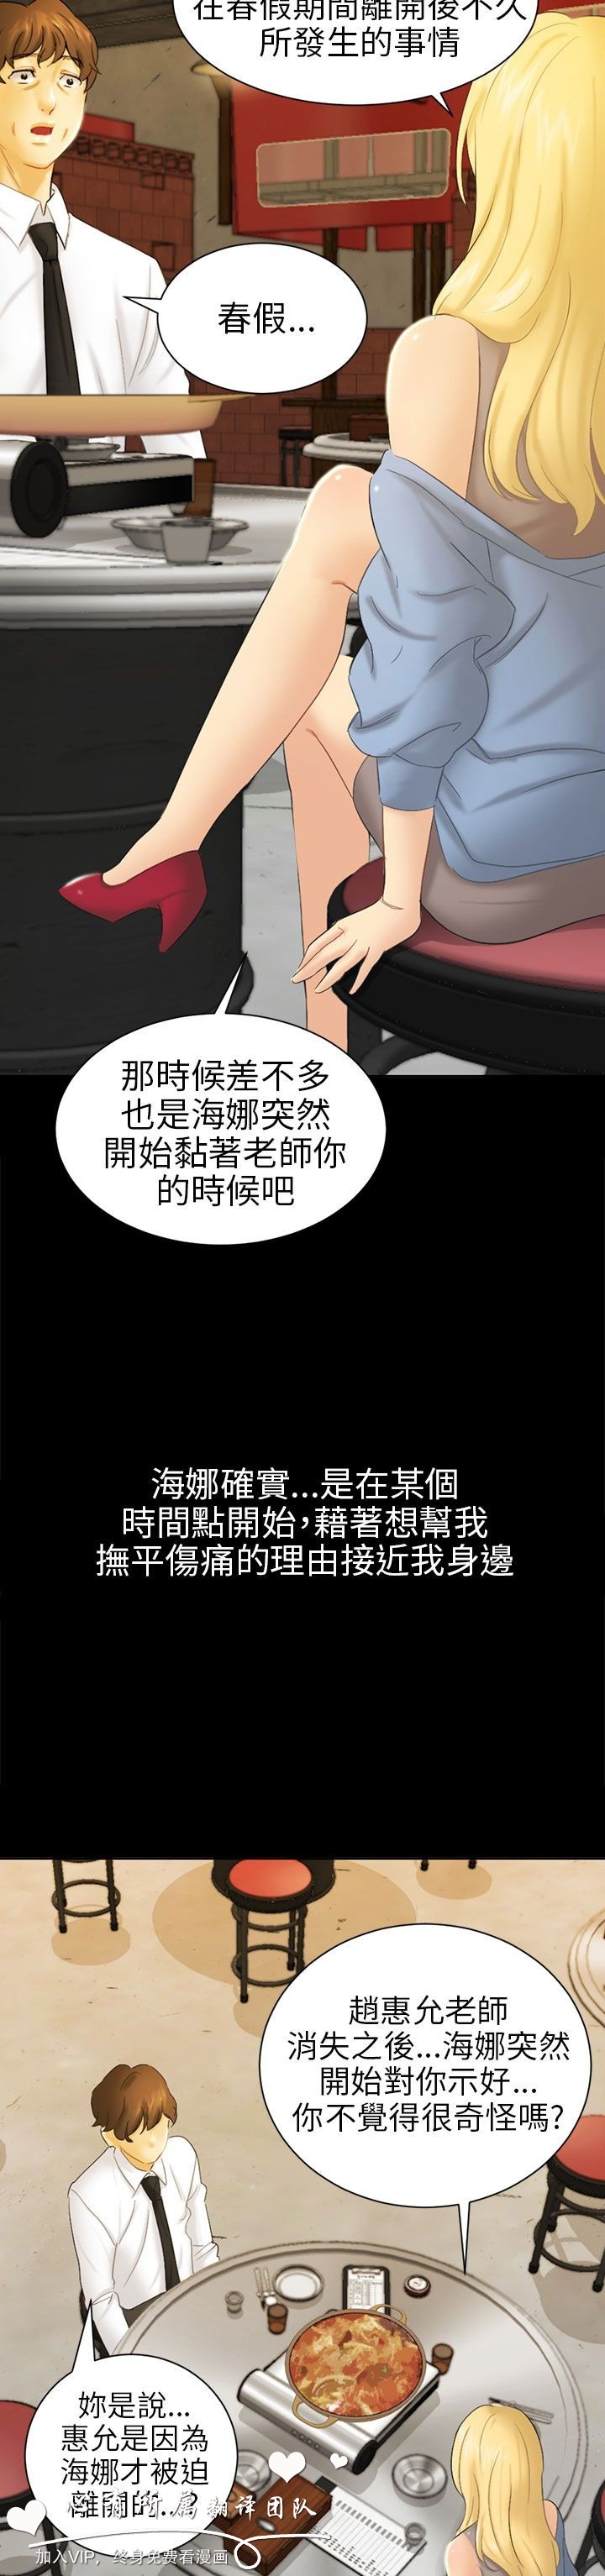 在春假期間離開後不久
所發生的事情
春假...
那時候差不多
也是海娜突然
開始黏著老師你
的時候吧
海娜確實...是在某個
時間點開始,藉著想幫我
撫平傷痛的理由接近我身邊
趙惠允老師
消失之後...海娜突然
開始對你示好...
你不覺得很奇怪嗎?
妳是說...
惠允是因為
海娜才被迫
離開的...?
翻译团队
加入VIP，终身免费看漫画